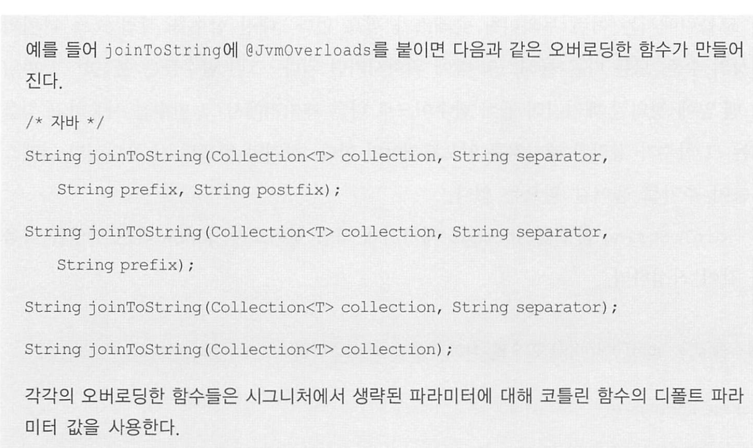 예를 들어 joinToString에 @JvmOverloads를 붙이면 다음과 같은 오버로딩한 함수가 만들어
진다.
/* 자바 */
String joinToString(Collection<T> collection, String separator,
String prefix, String postfix);
String joinToString(Collection<T> collection, String separator,
String prefix);
String joinToString(Collection<T> collection, String separator);
String joinToString(Collection<T> collection);
각각의 오버로딩한 함수들은 시그니처에서 생략된 파라미터에 대해 코틀린 함수의 디폴트 파라
미터 값을 사용한다.